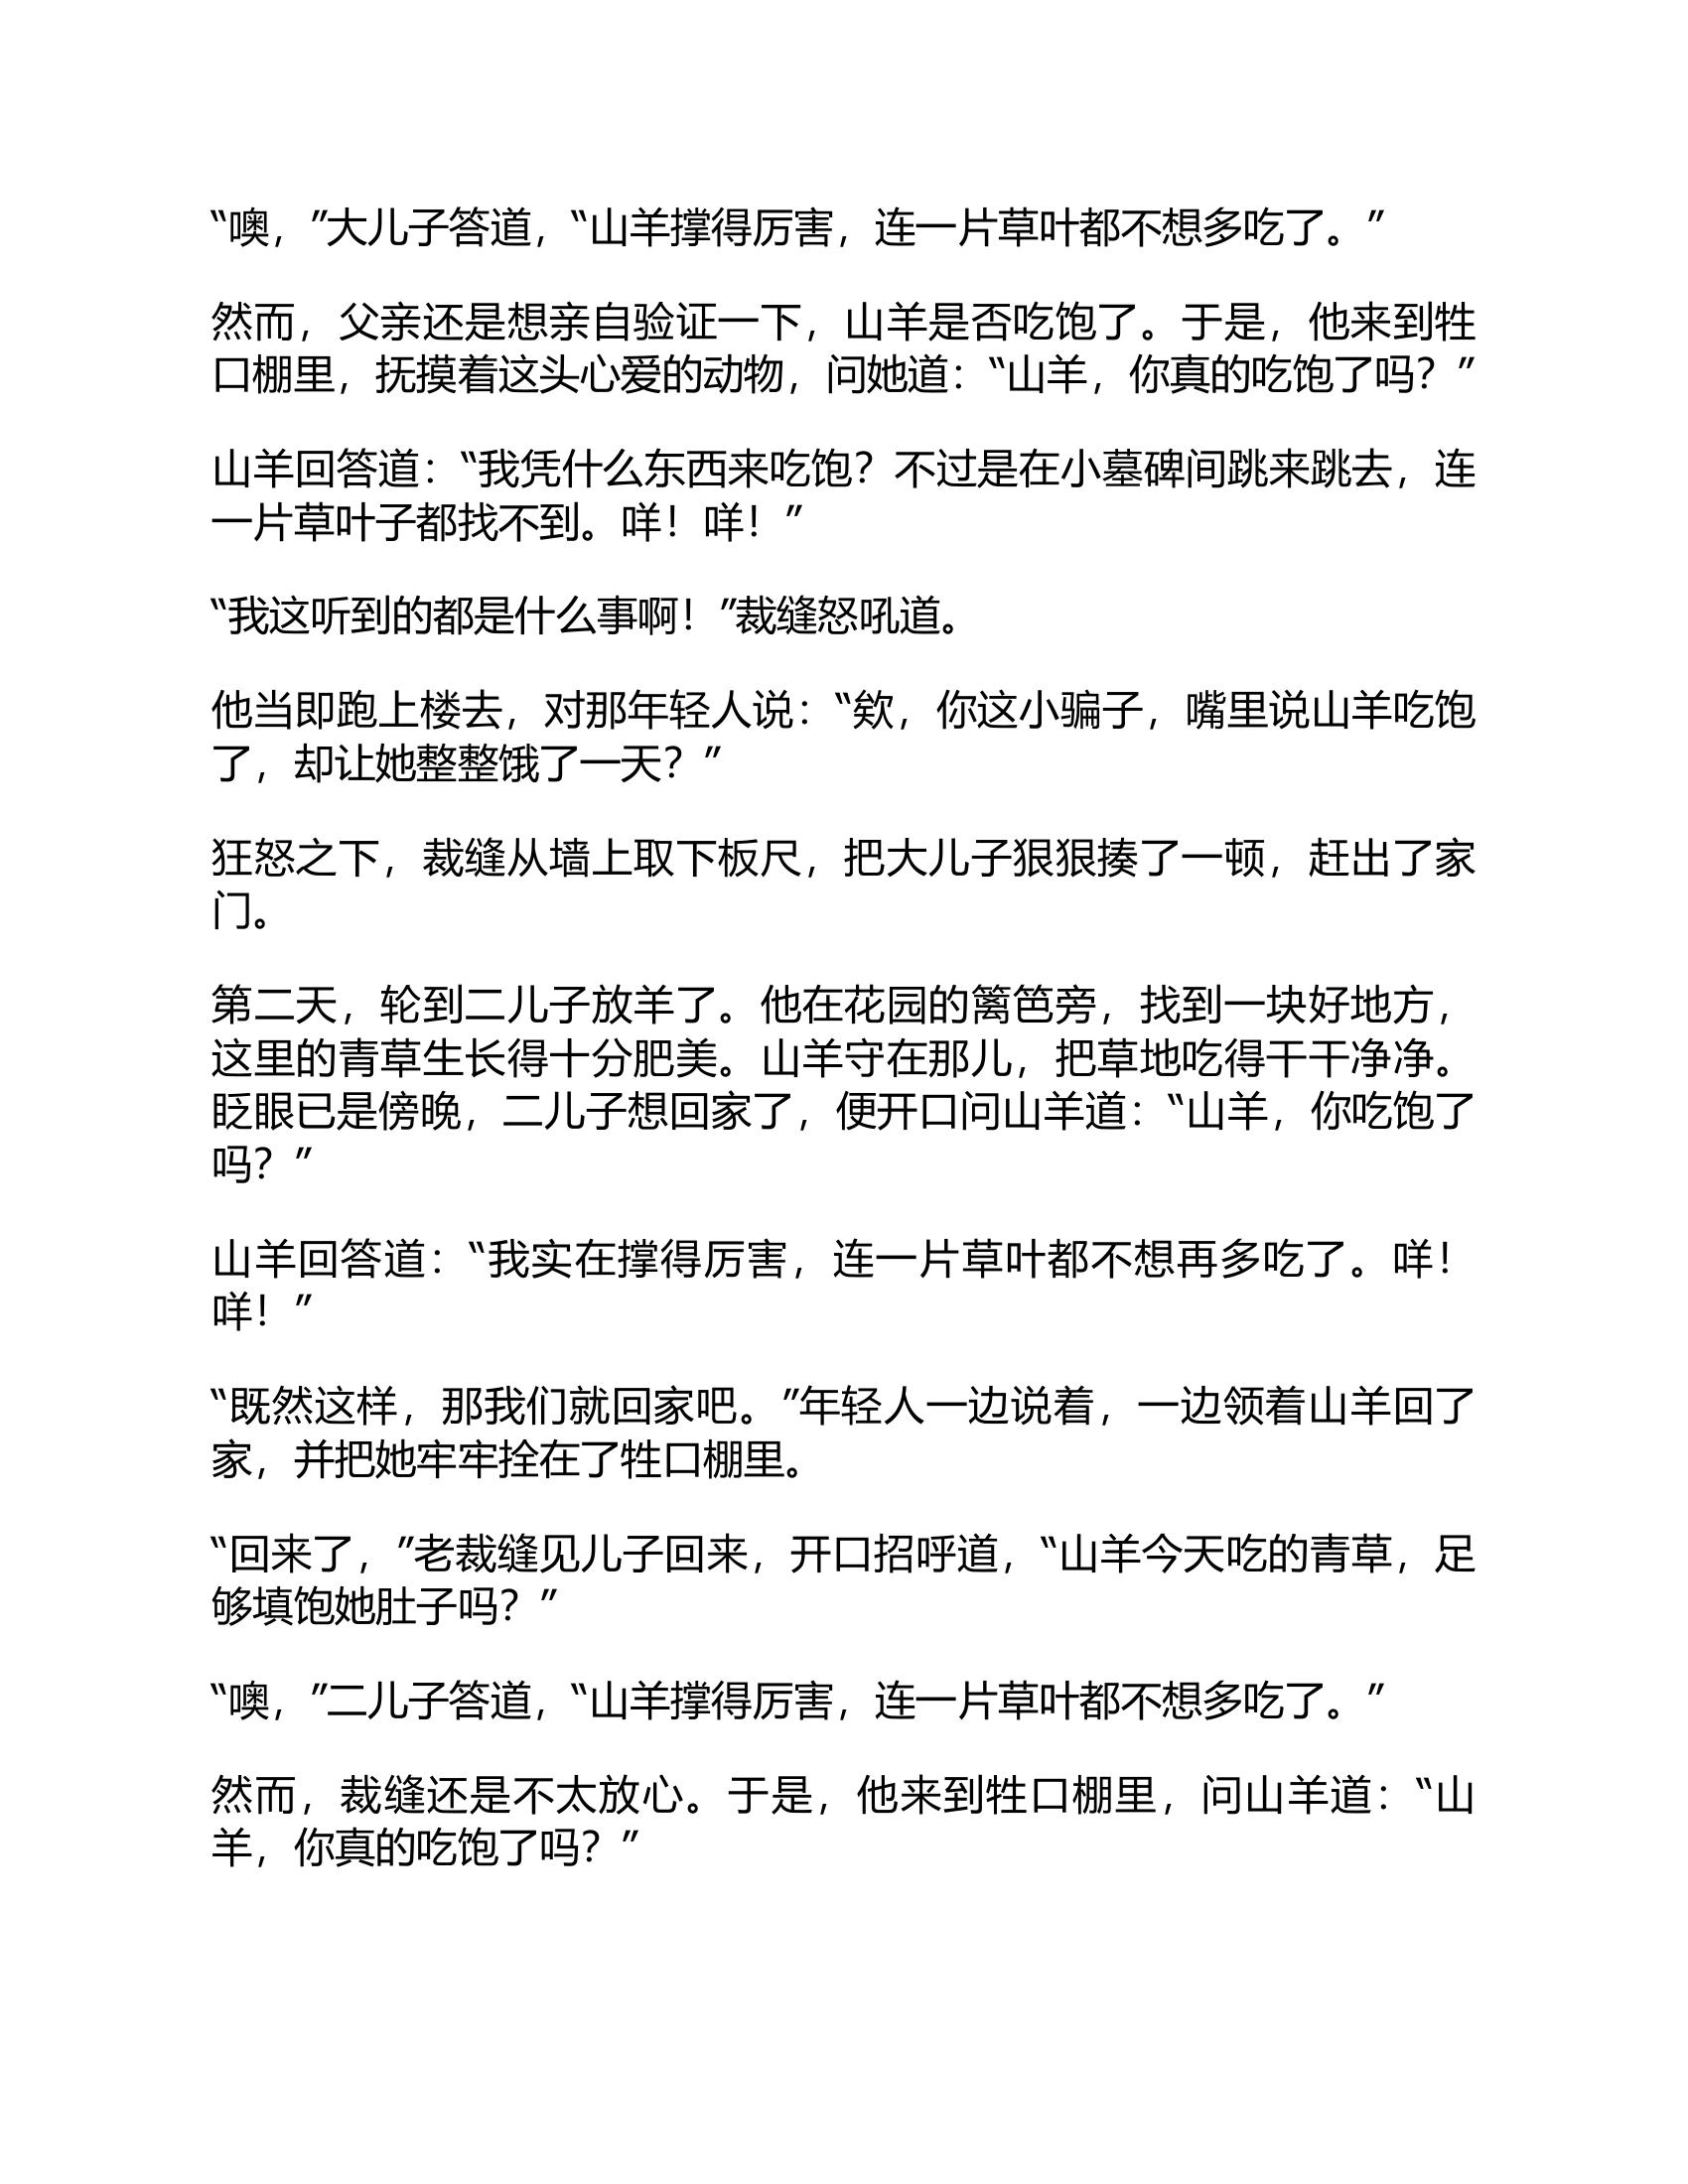 “噢，”大儿子答道，“山羊撑得厉害，连一片草叶都不想多吃了。”
然而，父亲还是想亲自验证一下，山羊是否吃饱了。于是，他来到牲
口棚里，抚摸着这头心爱的动物，问她道：“山羊，你真的吃饱了吗？”
山羊回答道：“我凭什么东西来吃饱？不过是在小墓碑间跳来跳去，连
一片草叶子都找不到。咩！咩！”
“我这听到的都是什么事啊！”裁缝怒吼道。
他当即跑上楼去，对那年轻人说：“欸，你这小骗子，嘴里说山羊吃饱
了，却让她整整饿了一天？”
狂怒之下，裁缝从墙上取下板尺，把大儿子狠狠揍了一顿，赶出了家
门。
第二天，轮到二儿子放羊了。他在花园的篱笆旁，找到一块好地方，
这里的青草生长得十分肥美。山羊守在那儿，把草地吃得干干净净。
眨眼已是傍晚，二儿子想回家了，便开口问山羊道：“山羊，你吃饱了
吗？”
山羊回答道：“我实在撑得厉害，连一片草叶都不想再多吃了。咩！
咩！”
“既然这样，那我们就回家吧。”年轻人一边说着，一边领着山羊回了
家，并把她牢牢拴在了牲口棚里。
“回来了，”老裁缝见儿子回来，开口招呼道，“山羊今天吃的青草，足
够填饱她肚子吗？”
“噢，”二儿子答道，“山羊撑得厉害，连一片草叶都不想多吃了。”
然而，裁缝还是不太放心。于是，他来到牲口棚里，问山羊道：“山
羊，你真的吃饱了吗？”